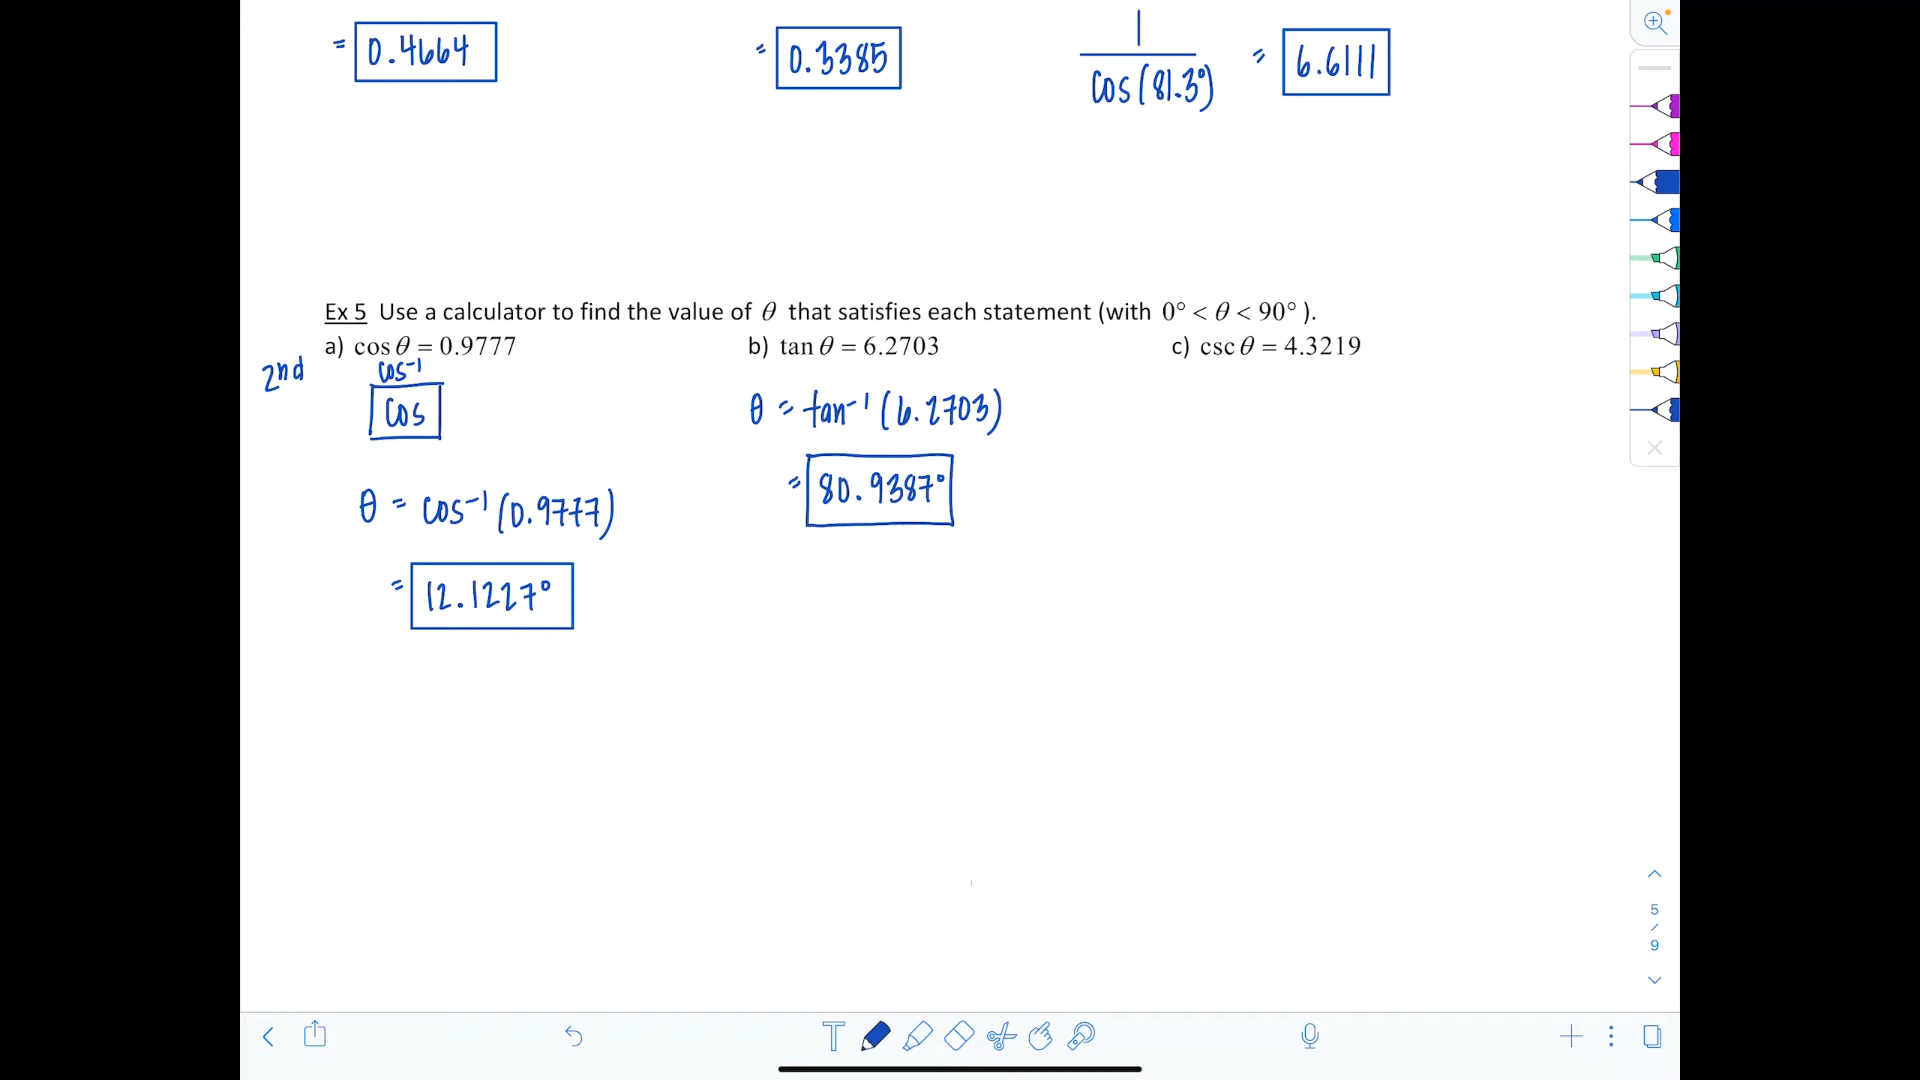 = 0.4664
= 0.3385
1 / cos(81.3°) = 6.6111
Ex 5 Use a calculator to find the value of θ that satisfies each statement (with 0° < θ < 90° ).
a) cos θ = 0.9777
b) tan θ = 6.2703
c) csc θ = 4.3219
2nd
cos⁻¹
cos
θ = cos⁻¹(0.9777)
= 12.1227°
θ = tan⁻¹(6.2703)
= 80.9387°
5
/
9
T